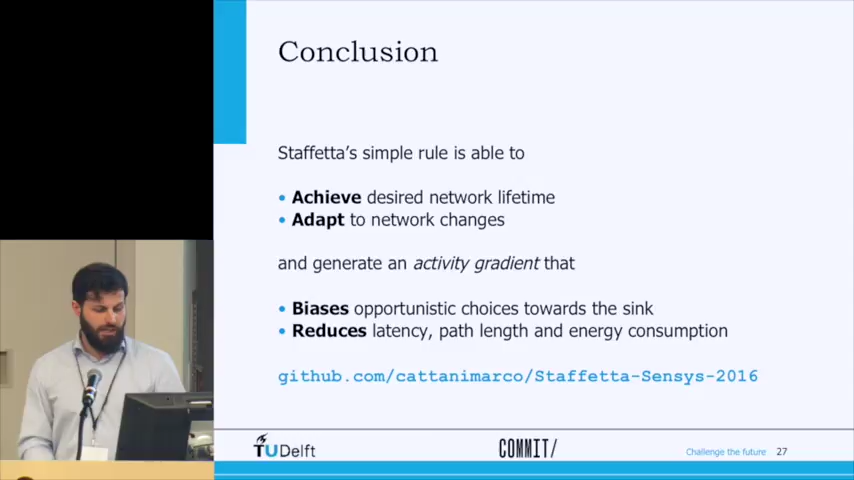 Conclusion
Staffetta's simple rule is able to
• Achieve desired network lifetime
• Adapt to network changes
and generate an activity gradient that
• Biases opportunistic choices towards the sink
• Reduces latency, path length and energy consumption
github.com/cattanimarco/Staffetta-Sensys-2016
TUDelft
COMMIT/
Challenge the future 27